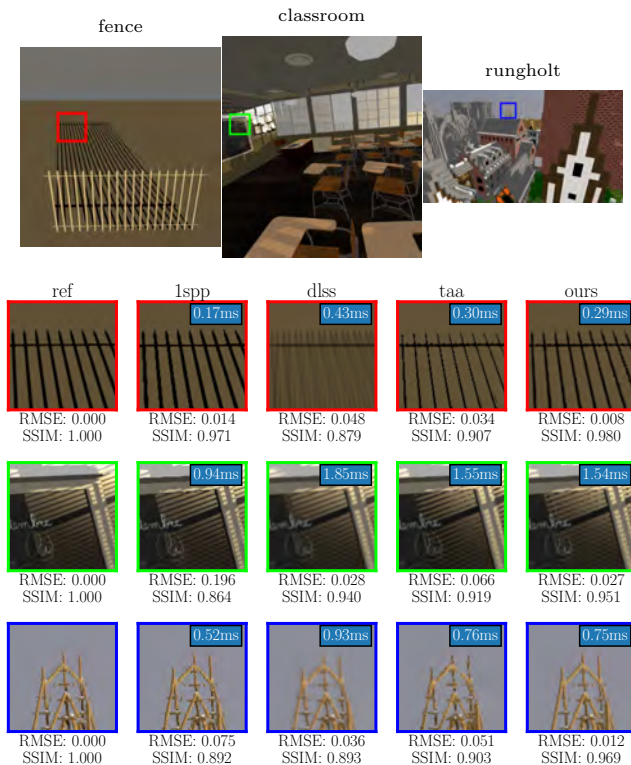 fence
classroom
rungholt
ref 1spp dlss taa ours
0.17ms 0.43ms 0.30ms 0.29ms
RMSE: 0.000 RMSE: 0.014 RMSE: 0.048 RMSE: 0.034 RMSE: 0.008
SSIM: 1.000 SSIM: 0.971 SSIM: 0.879 SSIM: 0.907 SSIM: 0.980
0.94ms 1.85ms 1.55ms 1.54ms
RMSE: 0.000 RMSE: 0.196 RMSE: 0.028 RMSE: 0.066 RMSE: 0.027
SSIM: 1.000 SSIM: 0.864 SSIM: 0.940 SSIM: 0.919 SSIM: 0.951
0.52ms 0.93ms 0.76ms 0.75ms
RMSE: 0.000 RMSE: 0.075 RMSE: 0.036 RMSE: 0.051 RMSE: 0.012
SSIM: 1.000 SSIM: 0.892 SSIM: 0.893 SSIM: 0.903 SSIM: 0.969